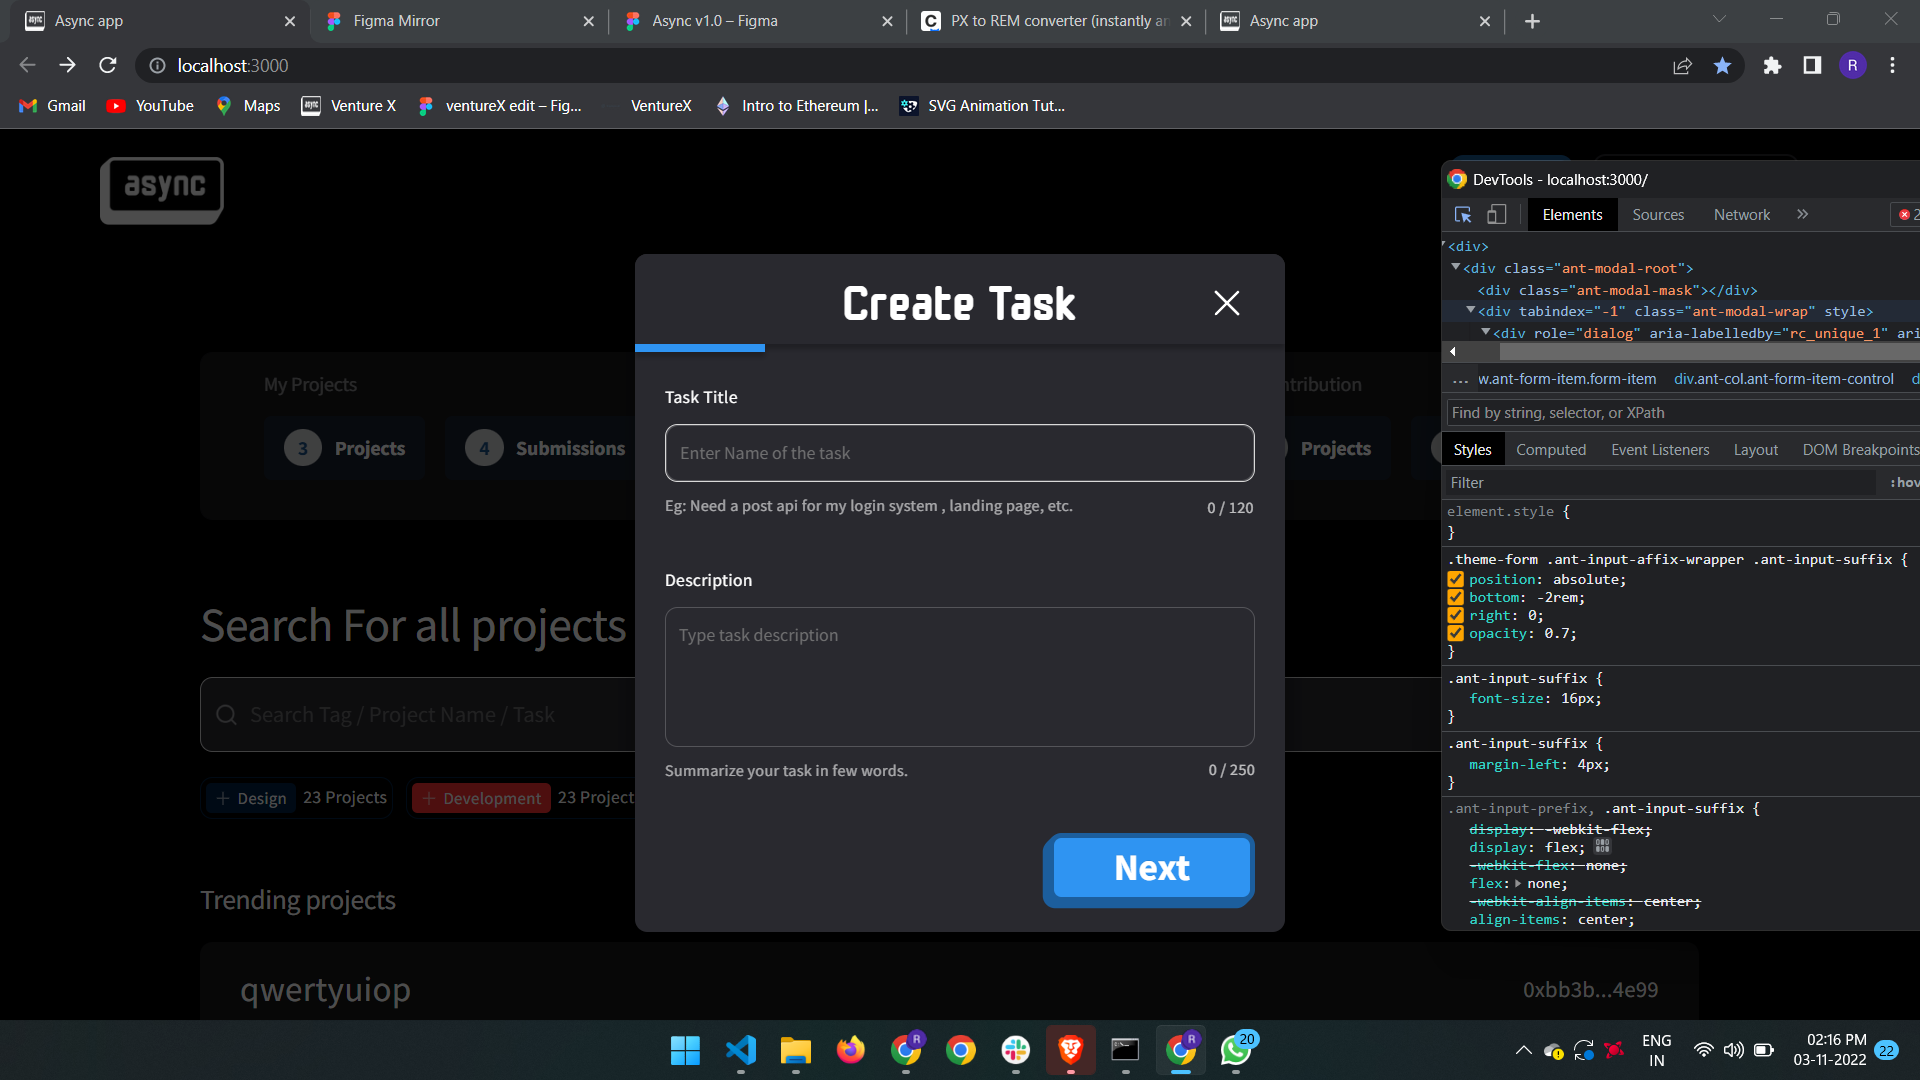 Async app
Figma Mirror
Async v1.0 – Figma
PX to REM converter (instantly an
Async app
localhost:3000
R
Gmail
YouTube
Maps
Venture X
ventureX edit – Fig...
VentureX
Intro to Ethereum |...
SVG Animation Tut...
async
DevTools - localhost:3000/
Elements
Sources
Network
2
<div>
<div class="ant-modal-root">
<div class="ant-modal-mask"></div>
<div tabindex="-1" class="ant-modal-wrap" style>
<div role="dialog" aria-labelledby="rc_unique_1" ari
... w.ant-form-item.form-item div.ant-col.ant-form-item-control d
Find by string, selector, or XPath
Styles
Computed
Event Listeners
Layout
DOM Breakpoints
Filter
:hov
element.style {
}
.theme-form .ant-input-affix-wrapper .ant-input-suffix {
position: absolute;
bottom: -2rem;
right: 0;
opacity: 0.7;
}
.ant-input-suffix {
font-size: 16px;
}
.ant-input-suffix {
margin-left: 4px;
}
.ant-input-prefix, .ant-input-suffix {
display: -webkit-flex;
display: flex;
-webkit-flex: none;
flex: none;
-webkit-align-items: center;
align-items: center;
Create Task
Task Title
Enter Name of the task
Eg: Need a post api for my login system , landing page, etc.
0 / 120
Description
Type task description
Summarize your task in few words.
0 / 250
Next
My Projects
3 Projects
4 Submissions
ntribution
Projects
Search For all projects
Search Tag / Project Name / Task
+ Design 23 Projects
+ Development 23 Project
Trending projects
qwertyuiop
0xbb3b...4e99
R
R
20
ENG
IN
02:16 PM
03-11-2022
22